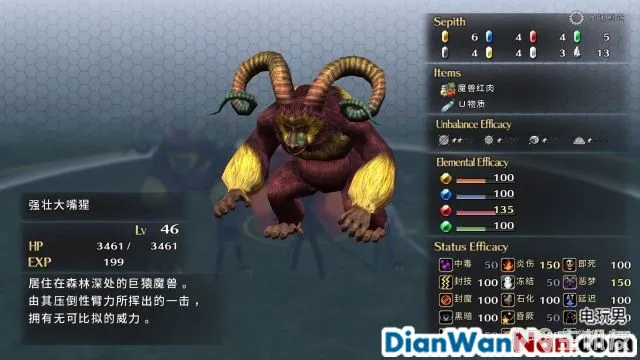 Sepith
6 4 4 5
4 4 3 13
Items
魔兽红肉
U物质
Unbalance Efficacy
Elemental Efficacy
100
100
135
100
Status Efficacy
中毒 50 炎伤 150 即死 100
封技 100 冻结 50 恶梦 150
封魔 100 石化 100 延迟 100
黑暗 100 昏厥
强壮大嘴猩
Lv 46
HP 3461 / 3461
EXP 199
居住在森林深处的巨猿魔兽。
由其压倒性臂力所挥出的一击，
拥有无可比拟的威力。
电玩男
DianWanNan.com